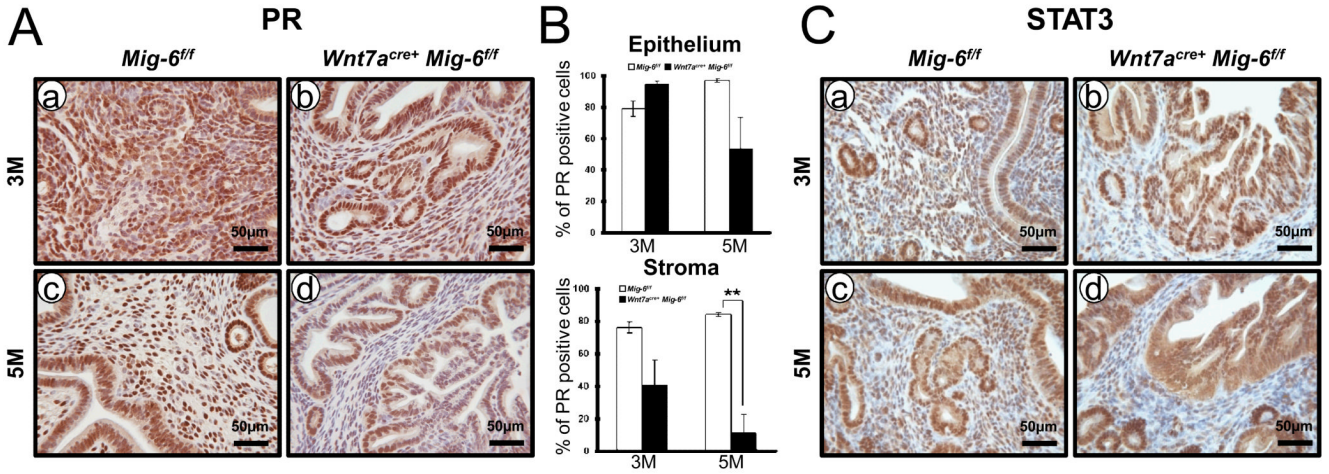 A
PR
Mig-6f/f
Wnt7acre+ Mig-6f/f
3M
a
50µm
b
50µm
5M
c
50µm
d
50µm
B
Epithelium
Mig-6f/f
Wnt7acre+ Mig-6f/f
% of PR positive cells
100
80
60
40
20
0
3M
5M
Stroma
Mig-6f/f
Wnt7acre+ Mig-6f/f
**
% of PR positive cells
100
80
60
40
20
0
3M
5M
C
STAT3
Mig-6f/f
Wnt7acre+ Mig-6f/f
3M
a
50µm
b
50µm
5M
c
50µm
d
50µm